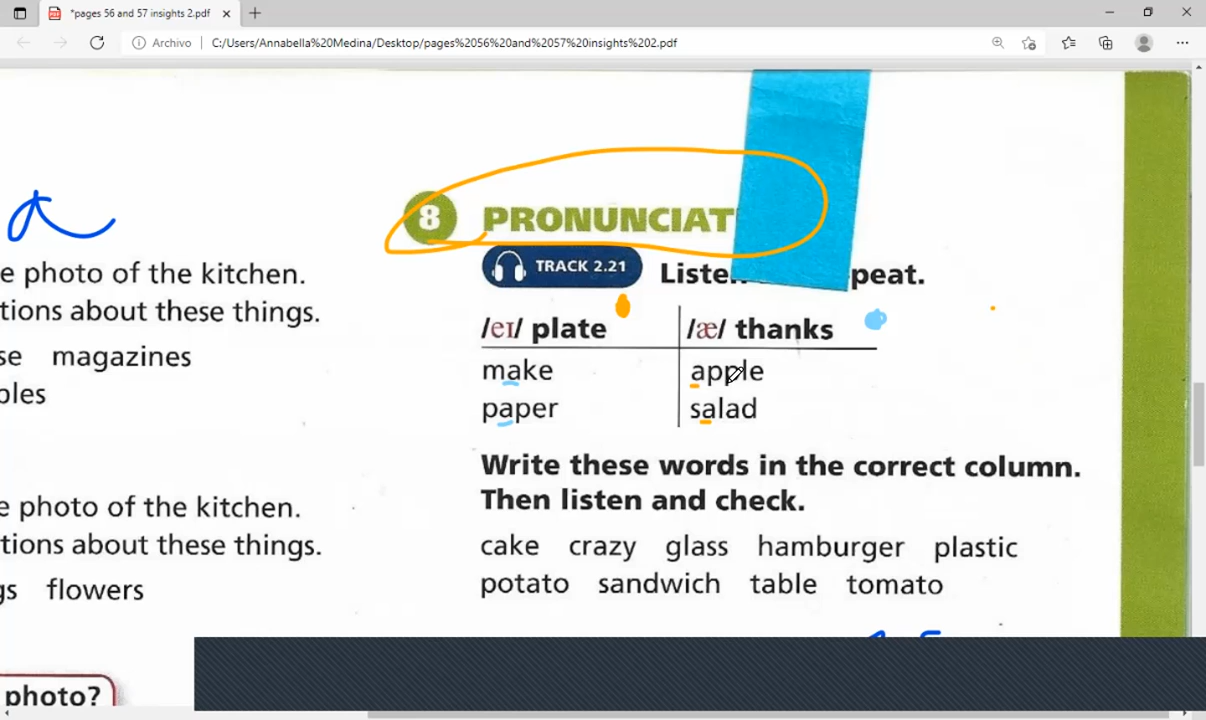 *pages 56 and 57 insights 2.pdf
Archivo C:/Users/Annabella%20Medina/Desktop/pages%2056%20and%2057%20insights%202.pdf
8 PRONUNCIAT
TRACK 2.21 Listen peat.
e photo of the kitchen.
tions about these things.
se magazines
ples
/eɪ/ plate /æ/ thanks
make apple
paper salad
Write these words in the correct column.
Then listen and check.
cake crazy glass hamburger plastic
potato sandwich table tomato
e photo of the kitchen.
tions about these things.
gs flowers
photo?